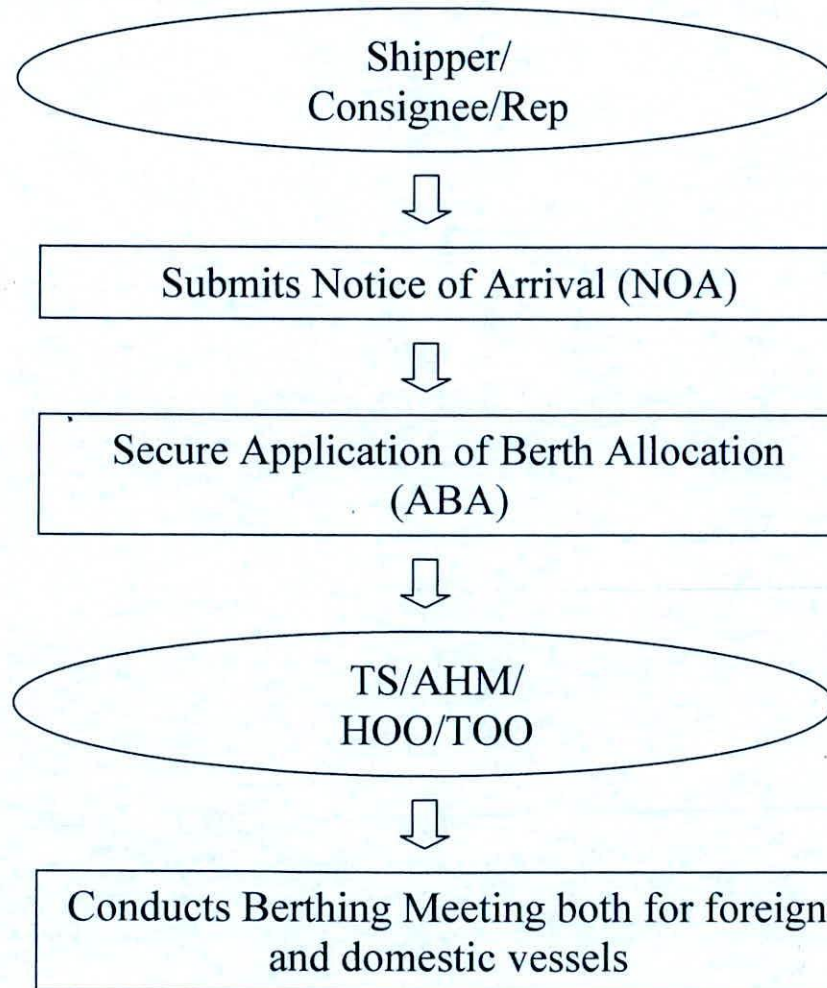 Shipper/
Consignee/Rep
Submits Notice of Arrival (NOA)
Secure Application of Berth Allocation
(ABA)
TS/AHM/
HOO/TOO
Conducts Berthing Meeting both for foreign
and domestic vessels